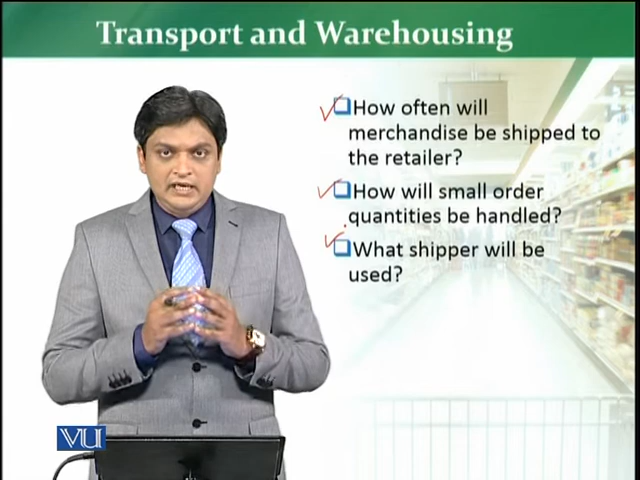 Transport and Warehousing
How often will
merchandise be shipped to
the retailer?
How will small order
quantities be handled?
What shipper will be
used?
VU